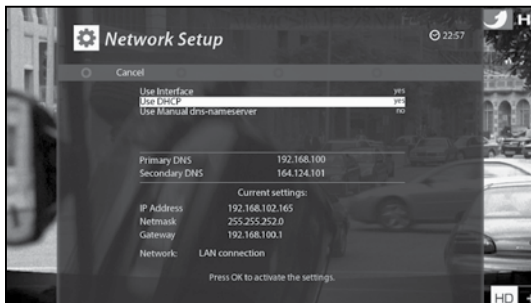 Network Setup
22:57
.H
Cancel
Use Interface yes
Use DHCP yes
Use Manual dns-nameserver no
Primary DNS 192.168.100
Secondary DNS 164.124.101
Current settings:
IP Address 192.168.102.165
Netmask 255.255.252.0
Gateway 192.168.100.1
Network: LAN connection
Press OK to activate the settings.
HD